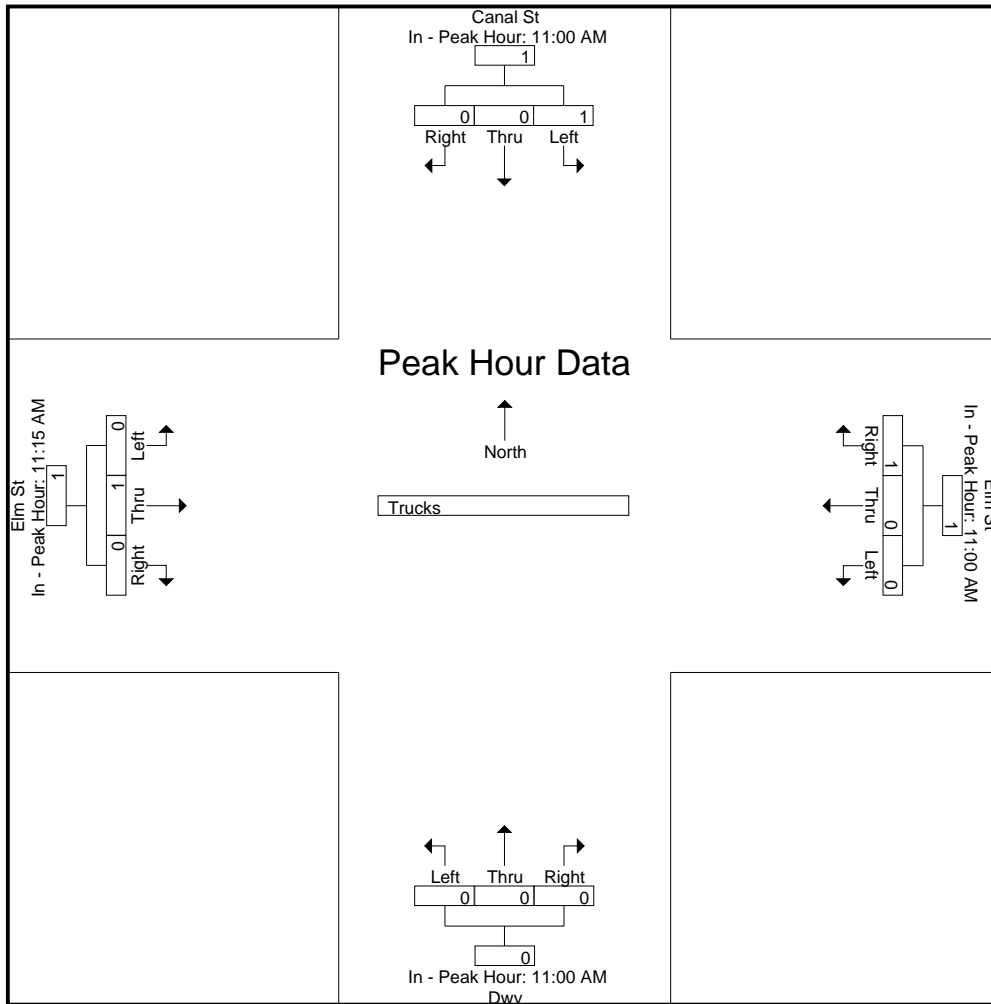 Canal St
In - Peak Hour: 11:00 AM
1
0 0 1
Right Thru Left
Peak Hour Data
North
Trucks
Elm St
In - Peak Hour: 11:15 AM
1
0 1 0
Left Thru Right
Right Thru Left
1 0 0
1
In - Peak Hour: 11:00 AM
Elm St
Left Thru Right
0 0 0
0
In - Peak Hour: 11:00 AM
Dwy